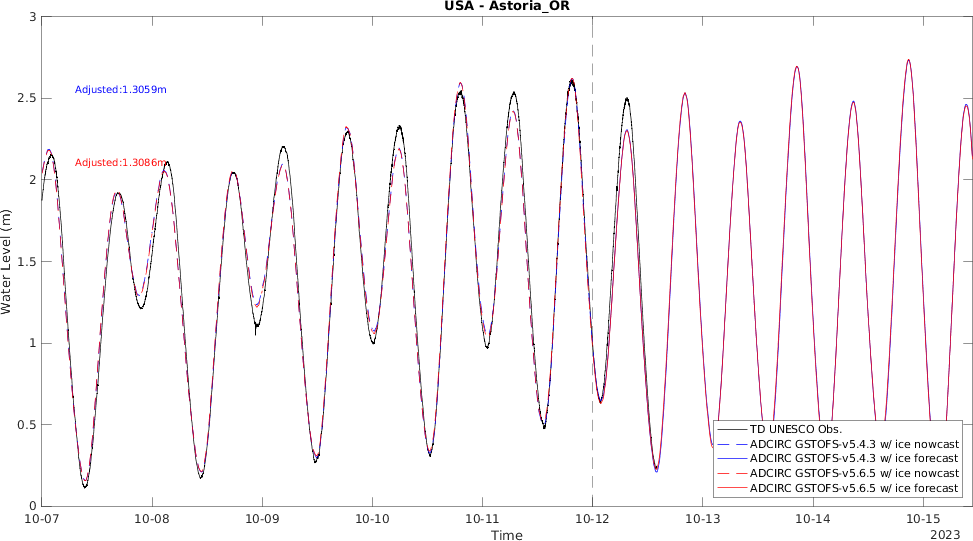 USA - Astoria_OR
3
2.5
2
1.5
1
0.5
0
Water Level (m)
Adjusted:1.3059m
Adjusted:1.3086m
TD UNESCO Obs.
ADCIRC GSTOFS-v5.4.3 w/ ice nowcast
ADCIRC GSTOFS-v5.4.3 w/ ice forecast
ADCIRC GSTOFS-v5.6.5 w/ ice nowcast
ADCIRC GSTOFS-v5.6.5 w/ ice forecast
10-07 10-08 10-09 10-10 10-11 10-12 10-13 10-14 10-15
Time
2023